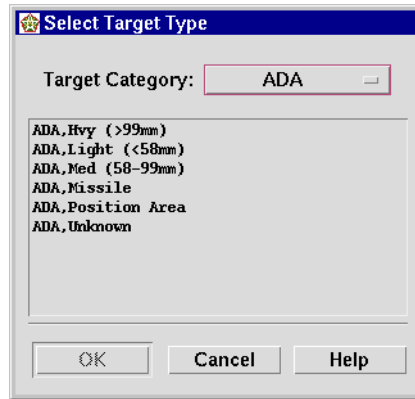 Select Target Type
Target Category: ADA
ADA,Hvy (>99mm)
ADA,Light (<58mm)
ADA,Med (58-99mm)
ADA,Missile
ADA,Position Area
ADA,Unknown
OK Cancel Help